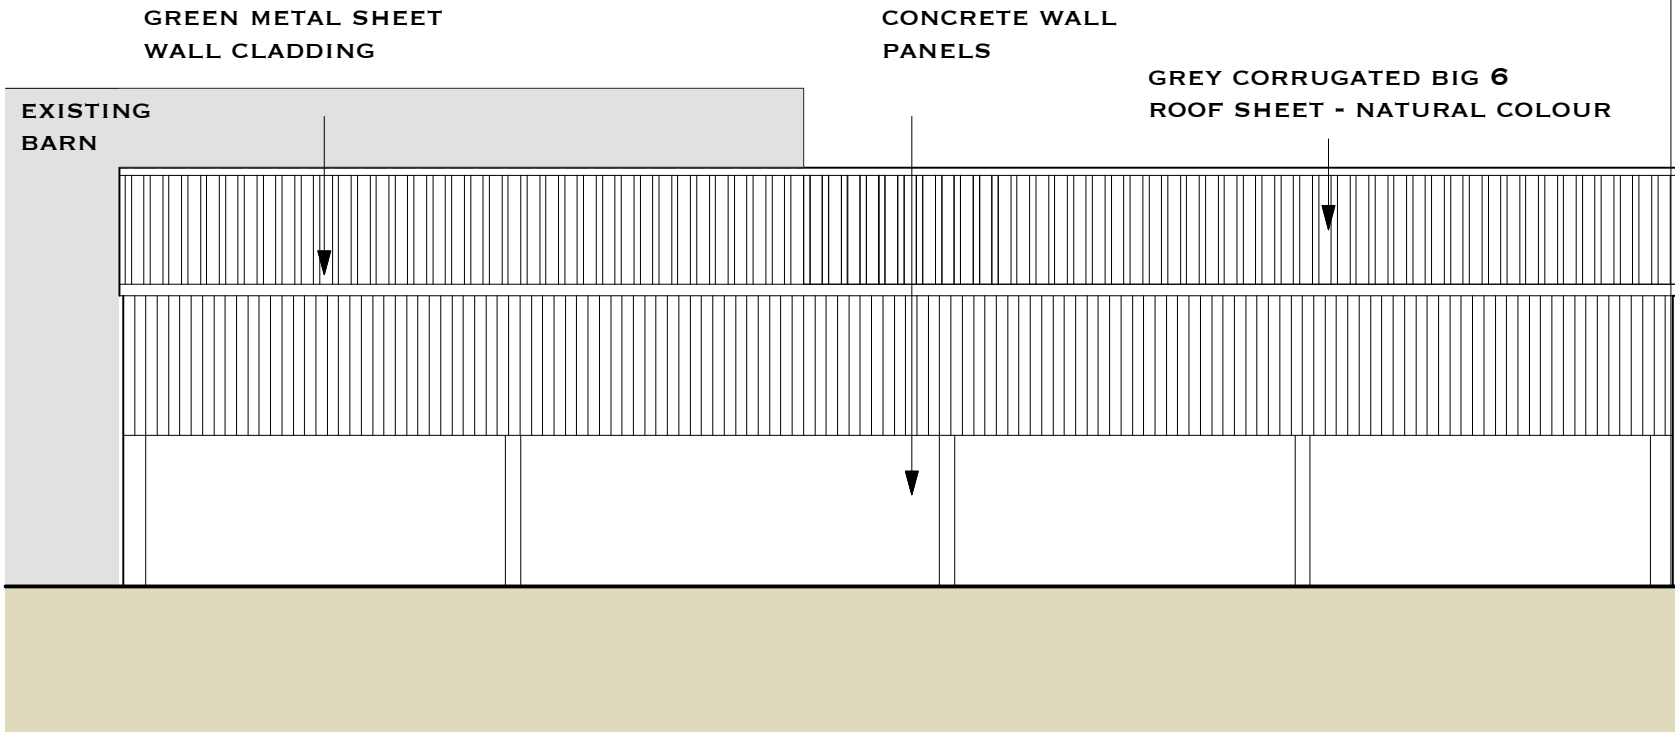 GREEN METAL SHEET
WALL CLADDING
CONCRETE WALL
PANELS
GREY CORRUGATED BIG 6
ROOF SHEET - NATURAL COLOUR
EXISTING
BARN